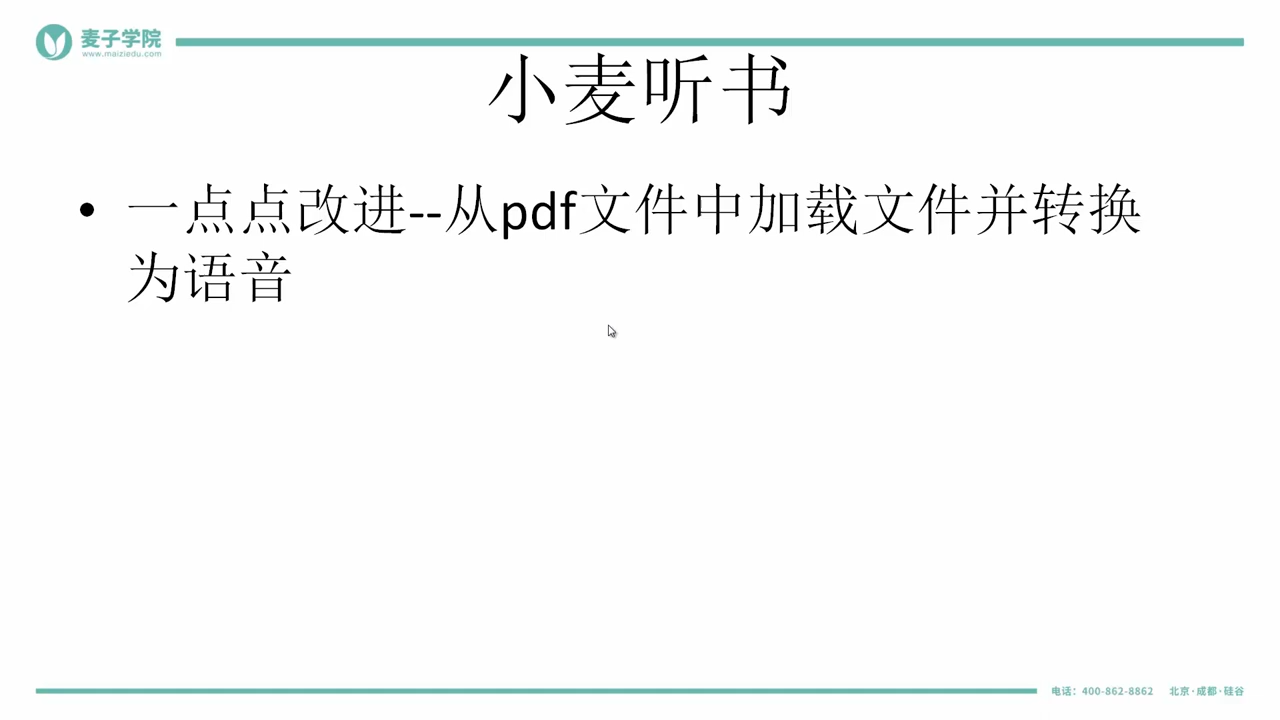 麦子学院
www.maiziedu.com
小麦听书
• 一点点改进--从pdf文件中加载文件并转换
为语音
电话：400-862-8862 北京·成都·硅谷